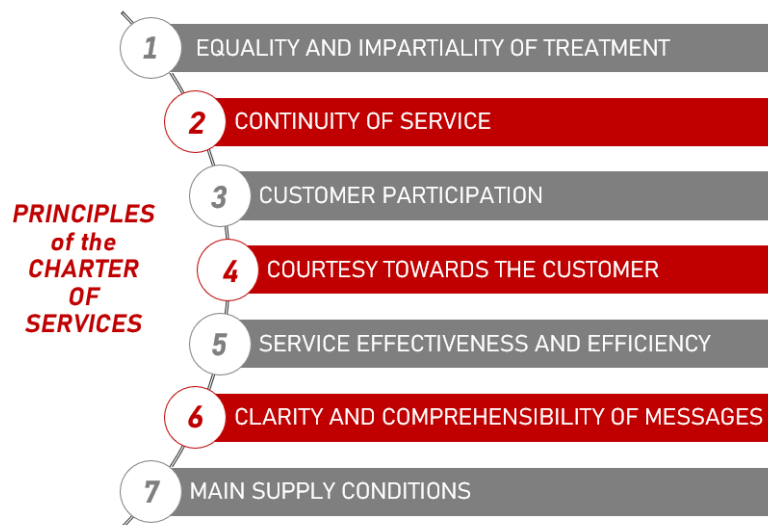 PRINCIPLES
of the
CHARTER
OF
SERVICES
1 EQUALITY AND IMPARTIALITY OF TREATMENT
2 CONTINUITY OF SERVICE
3 CUSTOMER PARTICIPATION
4 COURTESY TOWARDS THE CUSTOMER
5 SERVICE EFFECTIVENESS AND EFFICIENCY
6 CLARITY AND COMPREHENSIBILITY OF MESSAGES
7 MAIN SUPPLY CONDITIONS